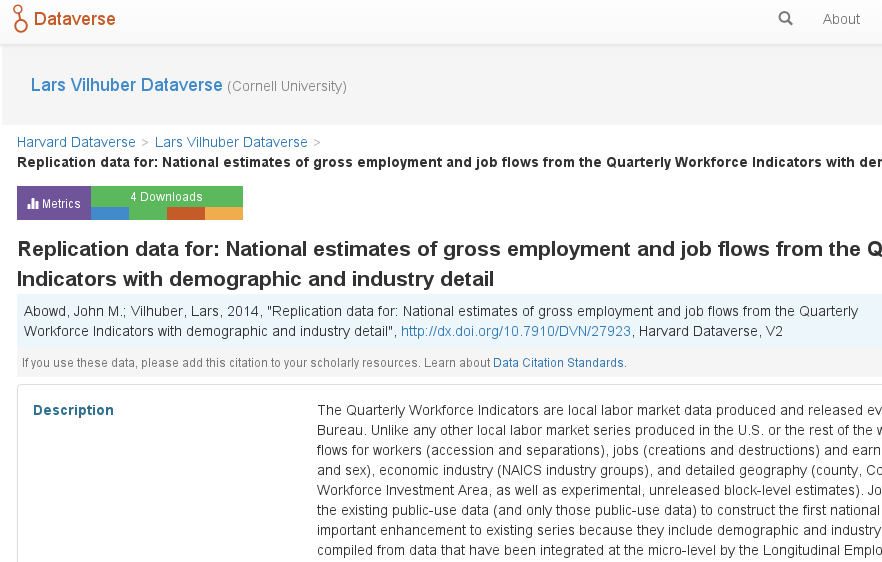 Dataverse
About
Lars Vilhuber Dataverse (Cornell University)
Harvard Dataverse > Lars Vilhuber Dataverse >
Replication data for: National estimates of gross employment and job flows from the Quarterly Workforce Indicators with der
Metrics
4 Downloads
Replication data for: National estimates of gross employment and job flows from the Q
Indicators with demographic and industry detail
Abowd, John M.; Vilhuber, Lars, 2014, "Replication data for: National estimates of gross employment and job flows from the Quarterly
Workforce Indicators with demographic and industry detail", http://dx.doi.org/10.7910/DVN/27923, Harvard Dataverse, V2
If you use these data, please add this citation to your scholarly resources. Learn about Data Citation Standards.
Description
The Quarterly Workforce Indicators are local labor market data produced and released ev
Bureau. Unlike any other local labor market series produced in the U.S. or the rest of the w
flows for workers (accession and separations), jobs (creations and destructions) and earn
and sex), economic industry (NAICS industry groups), and detailed geography (county, Co
Workforce Investment Area, as well as experimental, unreleased block-level estimates). Jo
the existing public-use data (and only those public-use data) to construct the first national
important enhancement to existing series because they include demographic and industry
compiled from data that have been integrated at the micro-level by the Longitudinal Emplo